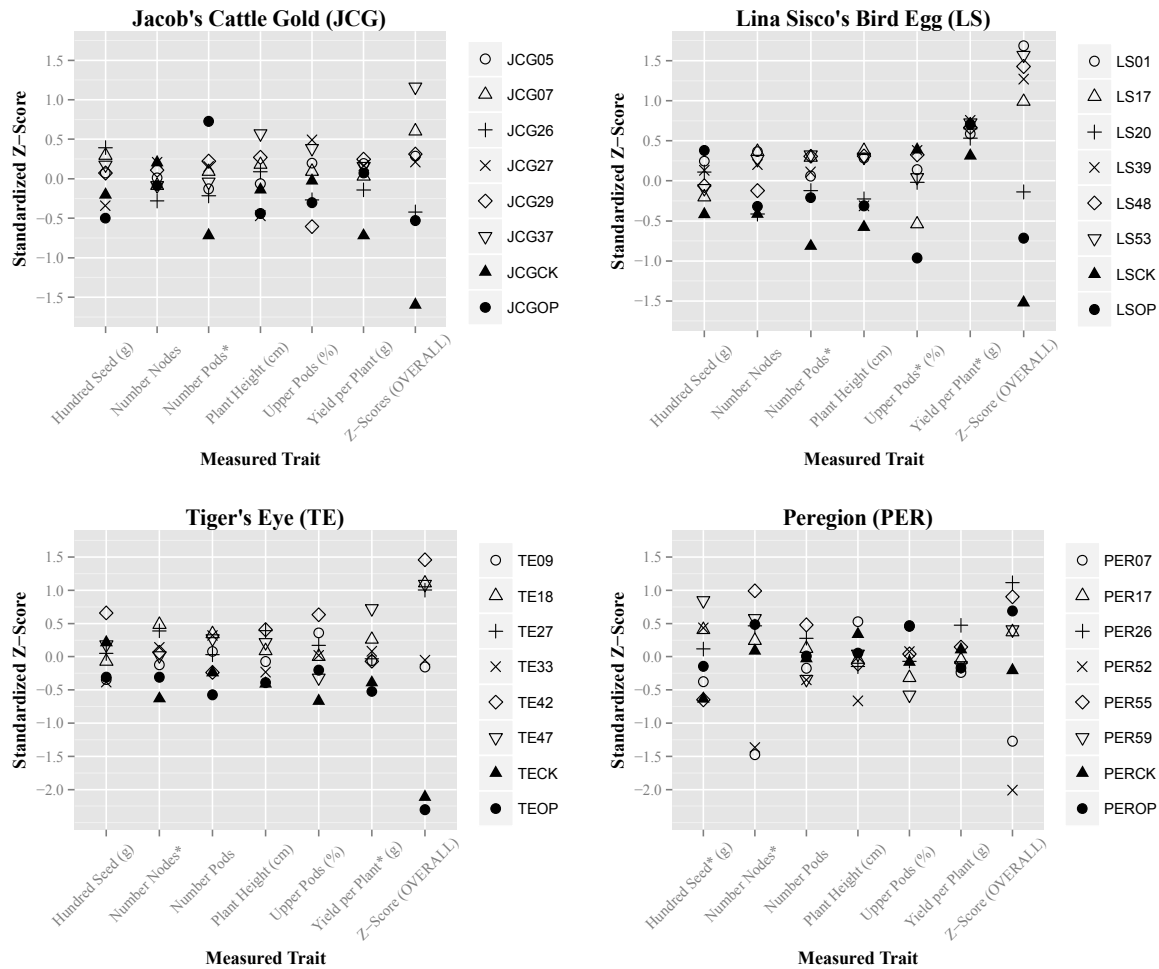 Jacob's Cattle Gold (JCG)
Standardized Z−Score
1.5
1.0
0.5
0.0
−0.5
−1.0
−1.5
Hundred Seed (g)
Number Nodes
Number Pods*
Plant Height (cm)
Upper Pods (%)
Yield per Plant (g)
Z−Scores (OVERALL)
Measured Trait
JCG05
JCG07
JCG26
JCG27
JCG29
JCG37
JCGCK
JCGOP
Lina Sisco's Bird Egg (LS)
Standardized Z−Score
1.5
1.0
0.5
0.0
−0.5
−1.0
−1.5
Hundred Seed (g)
Number Nodes
Number Pods*
Plant Height (cm)
Upper Pods* (%)
Yield per Plant* (g)
Z−Score (OVERALL)
Measured Trait
LS01
LS17
LS20
LS39
LS48
LS53
LSCK
LSOP
Tiger's Eye (TE)
Standardized Z−Score
1.5
1.0
0.5
0.0
−0.5
−1.0
−1.5
−2.0
Hundred Seed (g)
Number Nodes*
Number Pods
Plant Height (cm)
Upper Pods (%)
Yield per Plant* (g)
Z−Score (OVERALL)
Measured Trait
TE09
TE18
TE27
TE33
TE42
TE47
TECK
TEOP
Peregion (PER)
Standardized Z−Score
1.5
1.0
0.5
0.0
−0.5
−1.0
−1.5
−2.0
Hundred Seed* (g)
Number Nodes*
Number Pods
Plant Height (cm)
Upper Pods (%)
Yield per Plant (g)
Z−Score (OVERALL)
Measured Trait
PER07
PER17
PER26
PER52
PER55
PER59
PERCK
PEROP